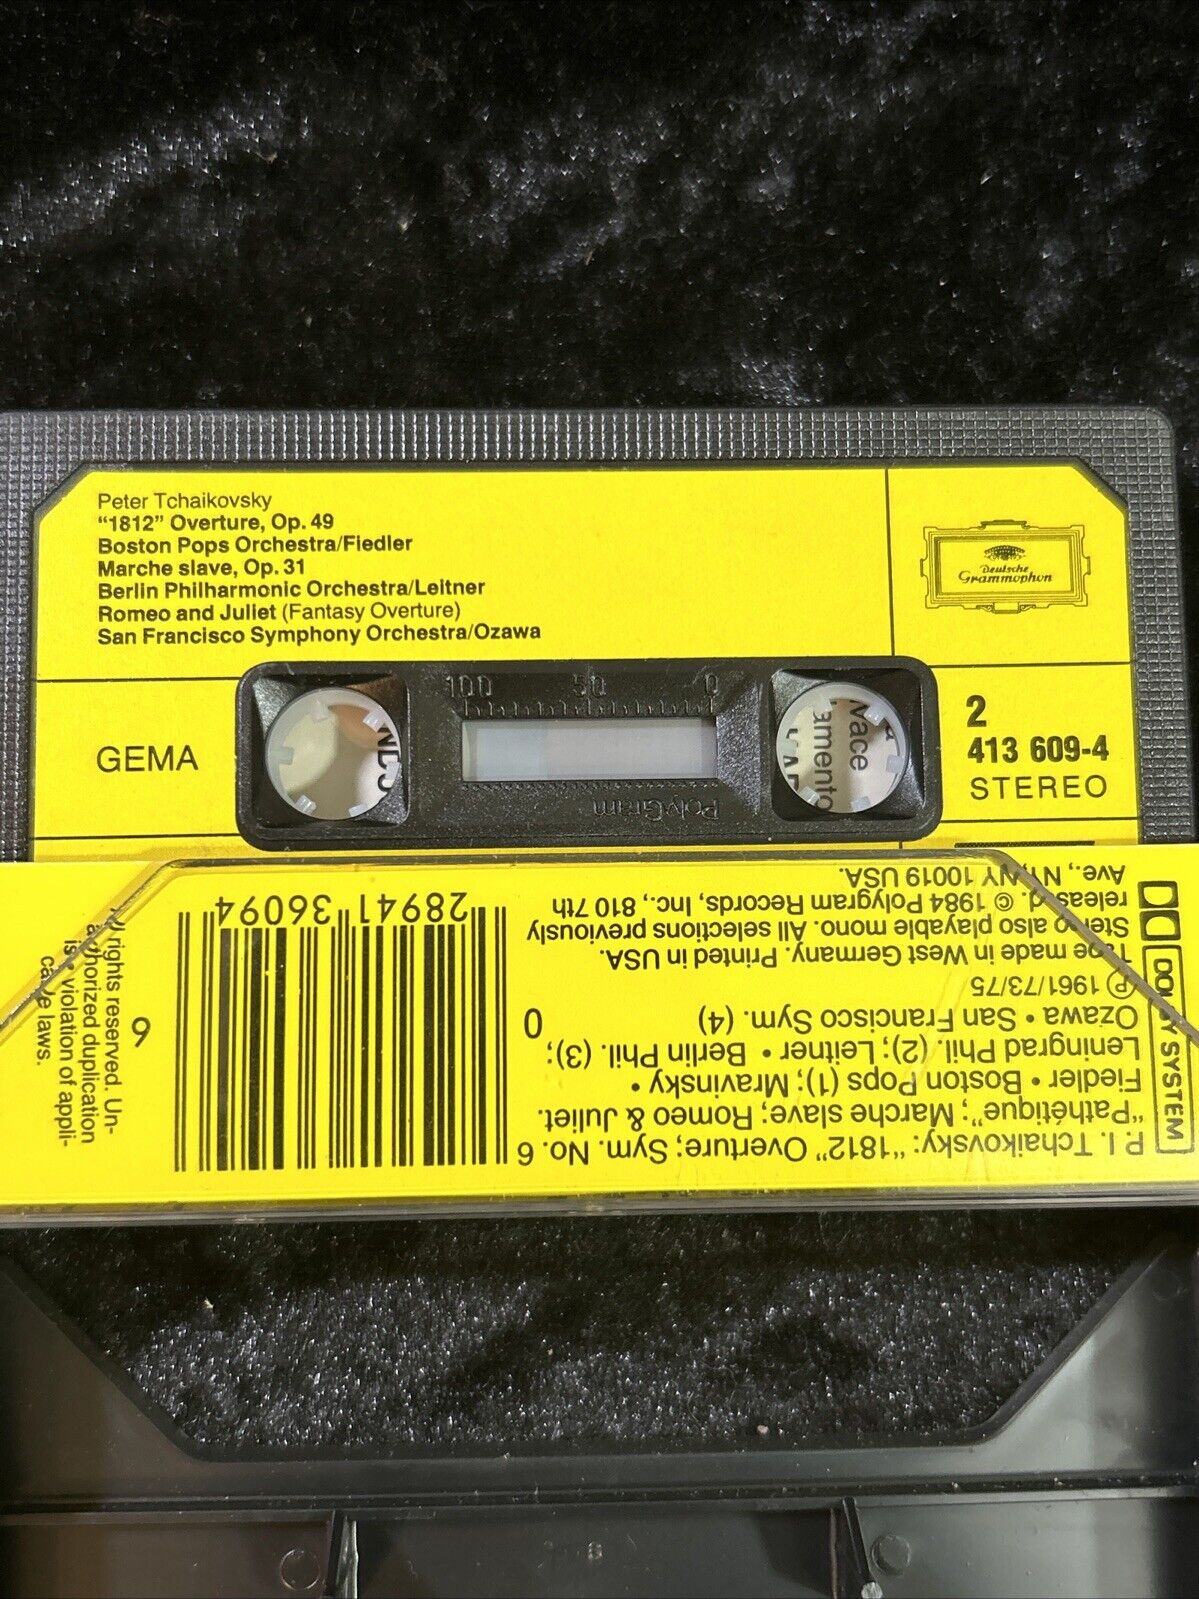 Peter Tchaikovsky
“1812” Overture, Op. 49
Boston Pops Orchestra/Fiedler
Marche slave, Op. 31
Berlin Philharmonic Orchestra/Leitner
Romeo and Juliet (Fantasy Overture)
San Francisco Symphony Orchestra/Ozawa
Deutsche
Grammophon
GEMA
100 50 0
PolyGram
vace
amento
2
413 609-4
STEREO
P. I. Tchaikovsky: “1812” Overture; Sym. No. 6
“Pathétique”; Marche slave; Romeo & Juliet.
Fiedler • Boston Pops (1); Mravinsky •
Leningrad Phil. (2); Leitner • Berlin Phil. (3);
Ozawa • San Francisco Sym. (4)
℗ 1961/73/75
Tape made in West Germany. Printed in USA.
Stereo also playable mono. All selections previously
released. © 1984 Polygram Records, Inc., 810 7th
Ave., NY, NY 10019 USA.
DOLBY SYSTEM
0 28941 36094 6
All rights reserved. Un-
authorized duplication
is a violation of appli-
cable laws.
8